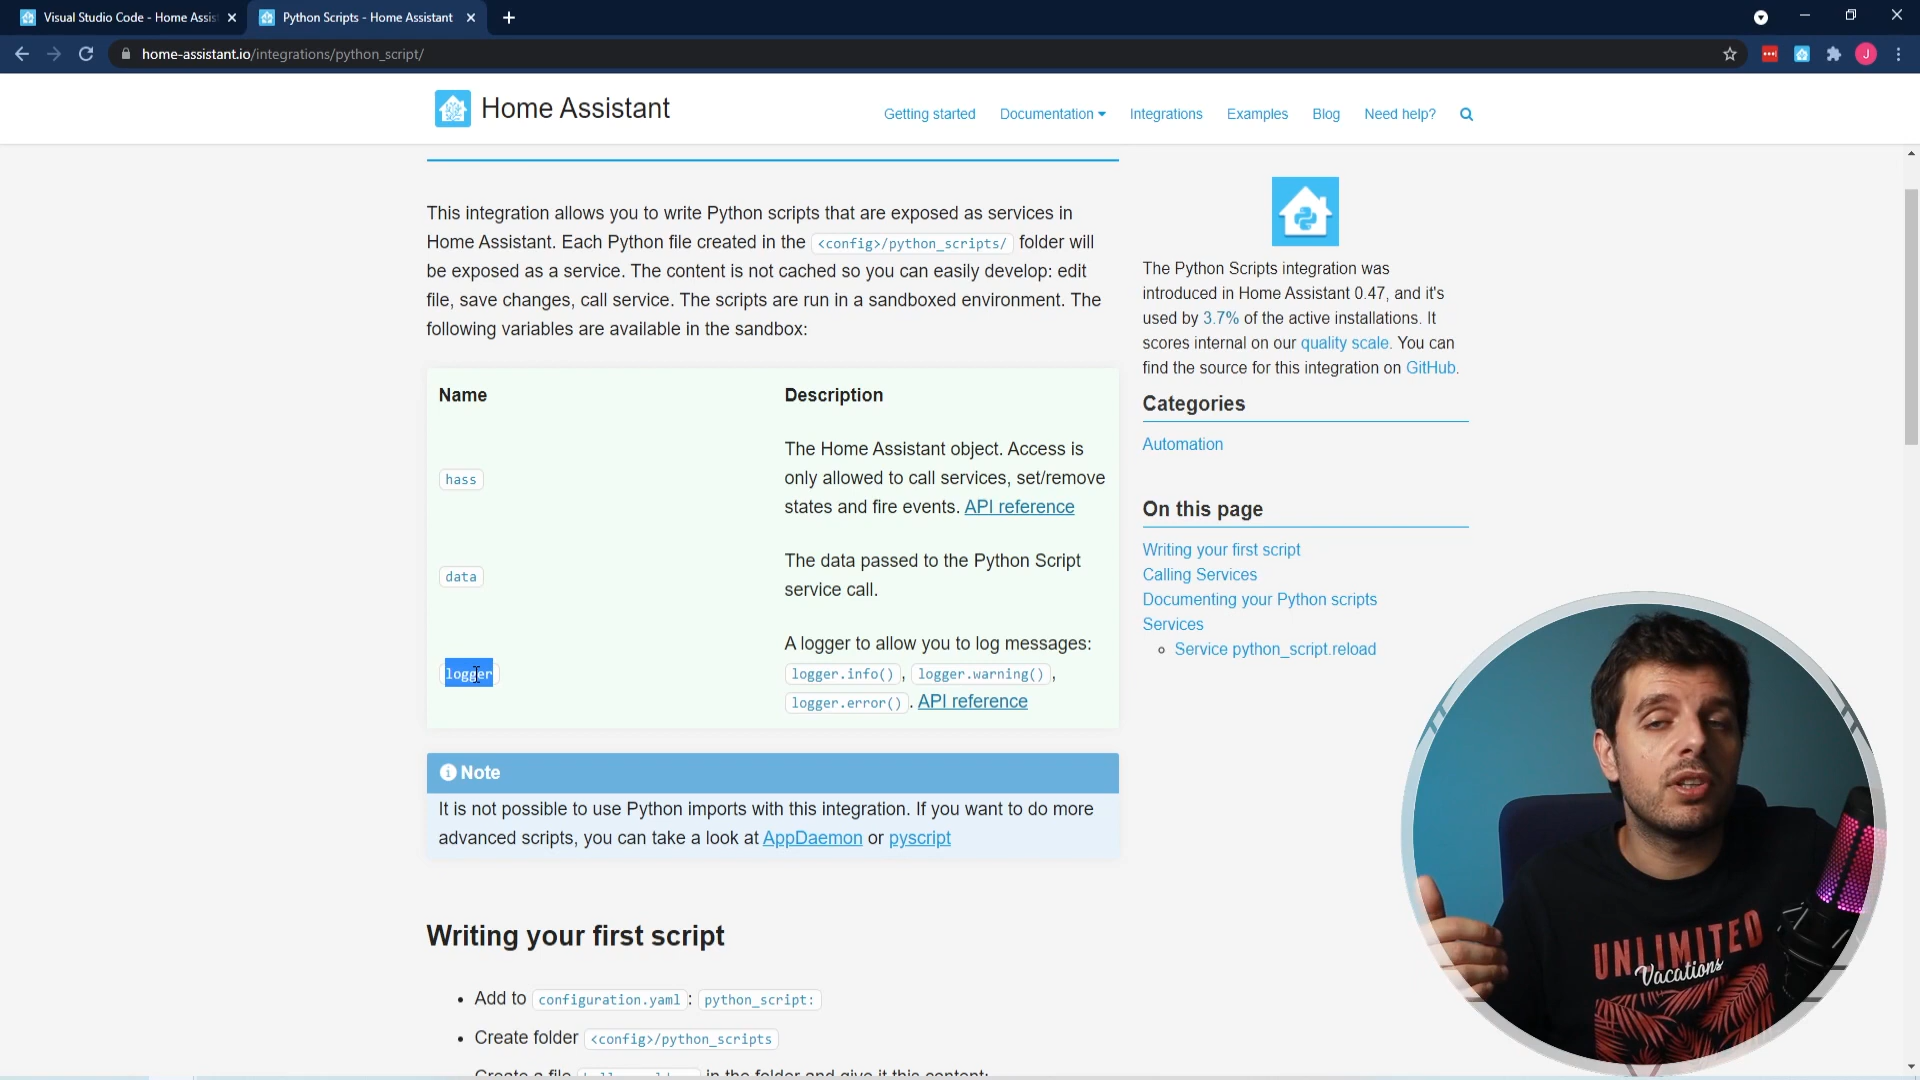 Visual Studio Code - Home Assis
Python Scripts - Home Assistant
home-assistant.io/integrations/python_script/
J
Home Assistant
Getting started
Documentation
Integrations
Examples
Blog
Need help?
This integration allows you to write Python scripts that are exposed as services in
Home Assistant. Each Python file created in the <config>/python_scripts/ folder will
be exposed as a service. The content is not cached so you can easily develop: edit
file, save changes, call service. The scripts are run in a sandboxed environment. The
following variables are available in the sandbox:
Name Description
hass
The Home Assistant object. Access is
only allowed to call services, set/remove
states and fire events. API reference
data
The data passed to the Python Script
service call.
logger
A logger to allow you to log messages:
logger.info() , logger.warning() ,
logger.error() . API reference
Note
It is not possible to use Python imports with this integration. If you want to do more
advanced scripts, you can take a look at AppDaemon or pyscript
Writing your first script
• Add to configuration.yaml : python_script:
• Create folder <config>/python_scripts
Create a file in the folder and give it this content:
The Python Scripts integration was
introduced in Home Assistant 0.47, and it's
used by 3.7% of the active installations. It
scores internal on our quality scale. You can
find the source for this integration on GitHub.
Categories
Automation
On this page
Writing your first script
Calling Services
Documenting your Python scripts
Services
Service python_script.reload
UNLIMITED
Vacations